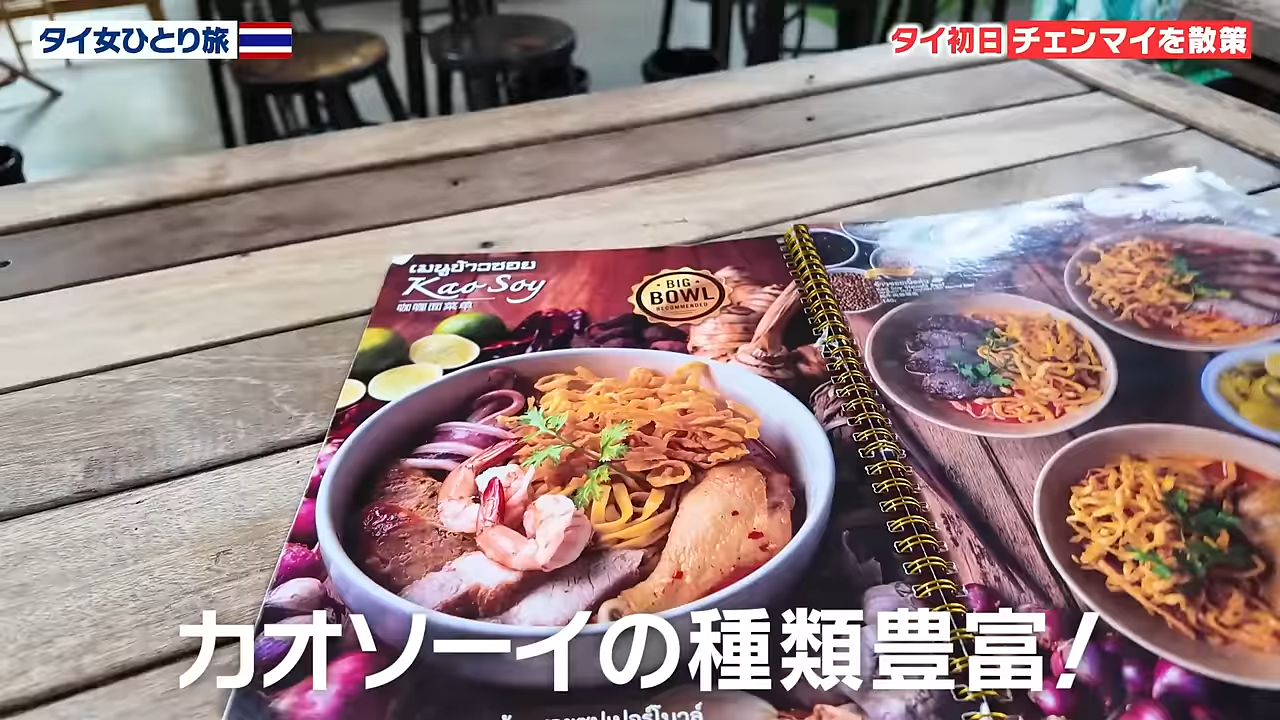 タイ女ひとり旅
タイ初日 チェンマイを散策
เมนูข้าวซอย
Kao Soy
咖喱面菜单
BIG
BOWL
RECOMMENDED
カオソーイの種類豊富!